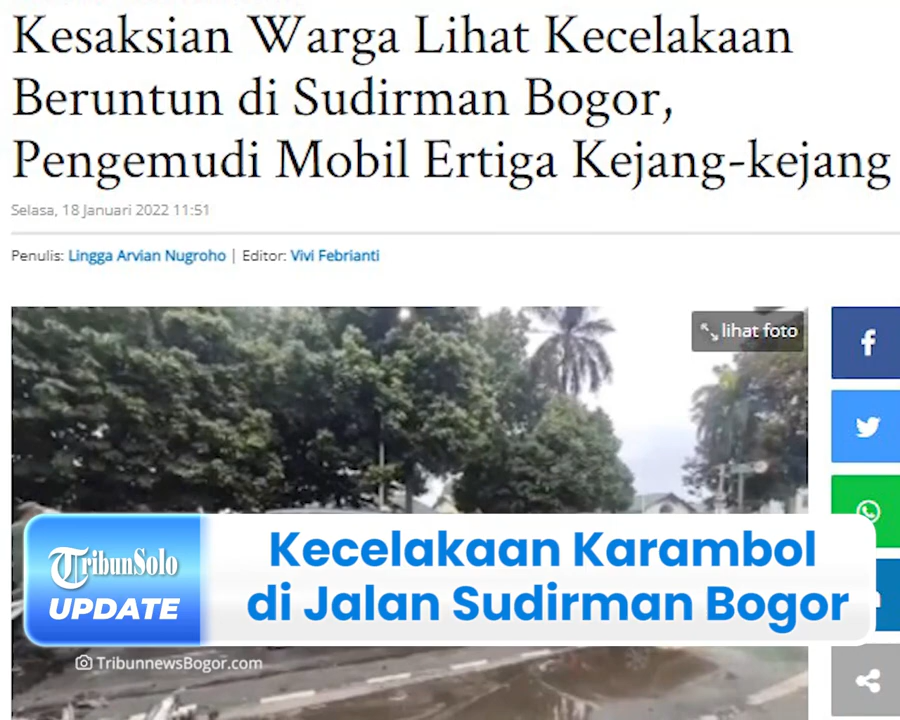 Kesaksian Warga Lihat Kecelakaan
Beruntun di Sudirman Bogor,
Pengemudi Mobil Ertiga Kejang-kejang
Selasa, 18 Januari 2022 11:51
Penulis: Lingga Arvian Nugroho | Editor: Vivi Febrianti
lihat foto
TribunSolo
UPDATE
Kecelakaan Karambol
di Jalan Sudirman Bogor
TribunnewsBogor.com